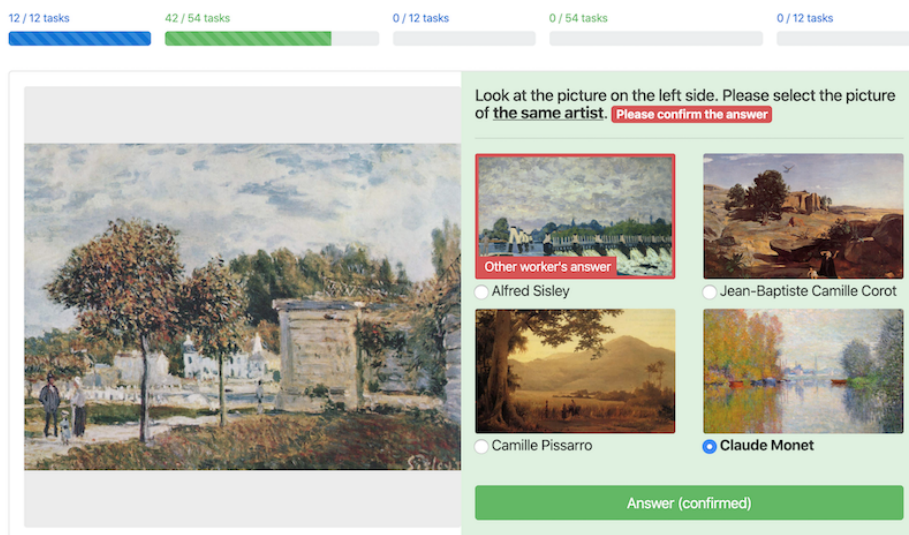 12 / 12 tasks
42 / 54 tasks
0 / 12 tasks
0 / 54 tasks
0 / 12 tasks
Look at the picture on the left side. Please select the picture
of the same artist. Please confirm the answer
Other worker's answer
Alfred Sisley
Jean-Baptiste Camille Corot
Camille Pissarro
Claude Monet
Answer (confirmed)